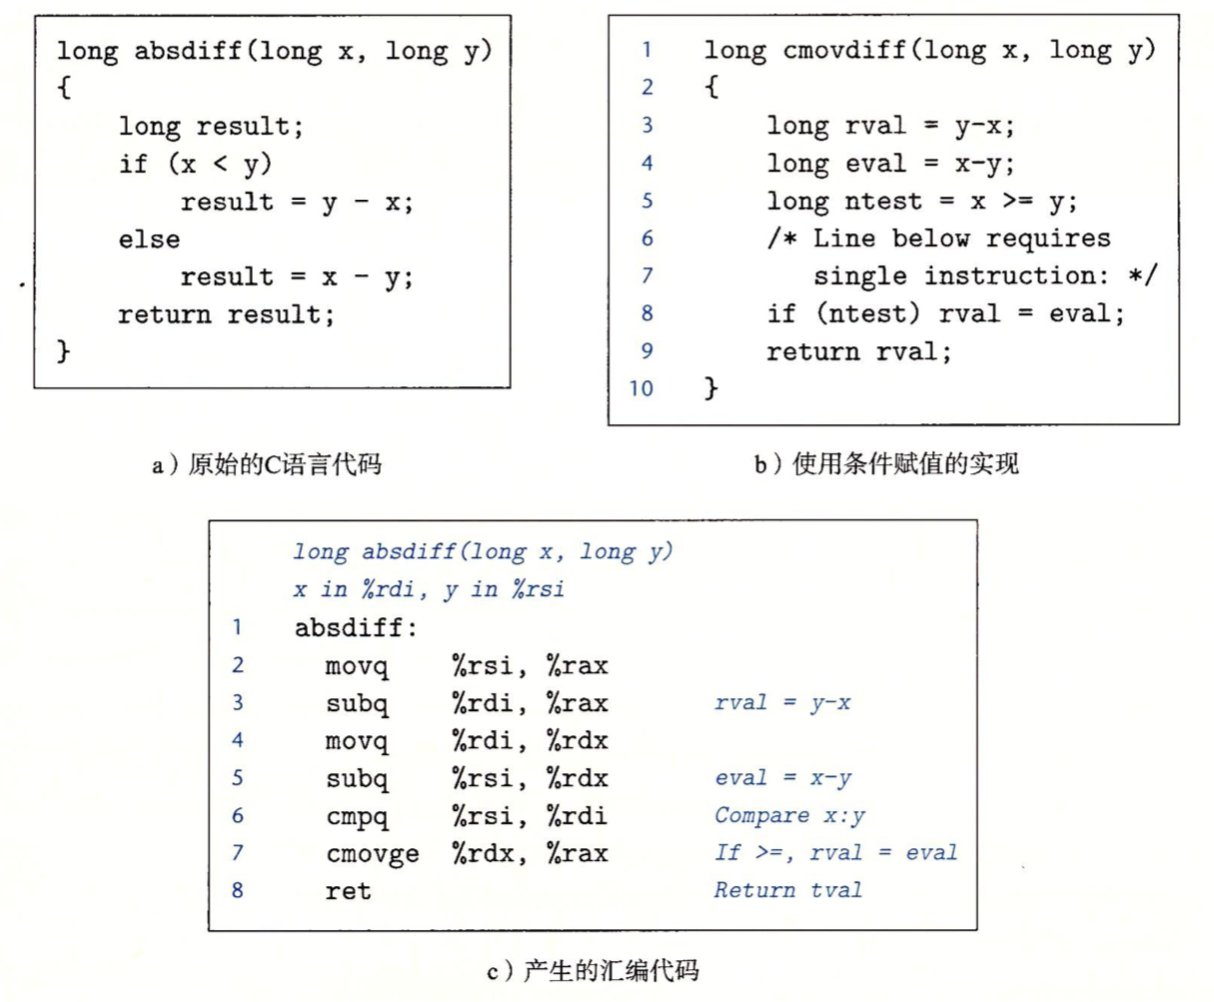 long absdiff(long x, long y)
{
    long result;
    if (x < y)
        result = y - x;
    else
        result = x - y;
    return result;
}
a）原始的C语言代码
1    long cmovdiff(long x, long y)
2    {
3        long rval = y-x;
4        long eval = x-y;
5        long ntest = x >= y;
6        /* Line below requires
7           single instruction: */
8        if (ntest) rval = eval;
9        return rval;
10   }
b）使用条件赋值的实现
long absdiff(long x, long y)
x in %rdi, y in %rsi
1    absdiff:
2      movq    %rsi, %rax
3      subq    %rdi, %rax    rval = y-x
4      movq    %rdi, %rdx
5      subq    %rsi, %rdx    eval = x-y
6      cmpq    %rsi, %rdi    Compare x:y
7      cmovge  %rdx, %rax    If >=, rval = eval
8      ret                   Return tval
c）产生的汇编代码